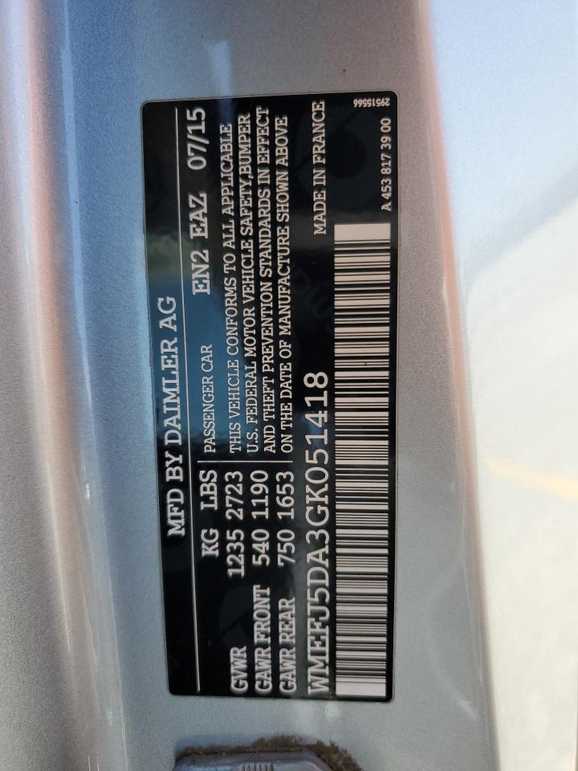 MFD BY DAIMLER AG
KG LBS PASSENGER CAR EN2 EAZ 07/15
GVWR 1235 2723 THIS VEHICLE CONFORMS TO ALL APPLICABLE
GAWR FRONT 540 1190 U.S. FEDERAL MOTOR VEHICLE SAFETY,BUMPER
GAWR REAR 750 1653 AND THEFT PREVENTION STANDARDS IN EFFECT
ON THE DATE OF MANUFACTURE SHOWN ABOVE
WMEFJ5DA3GK051418 MADE IN FRANCE
A 453 817 39 00
29515566